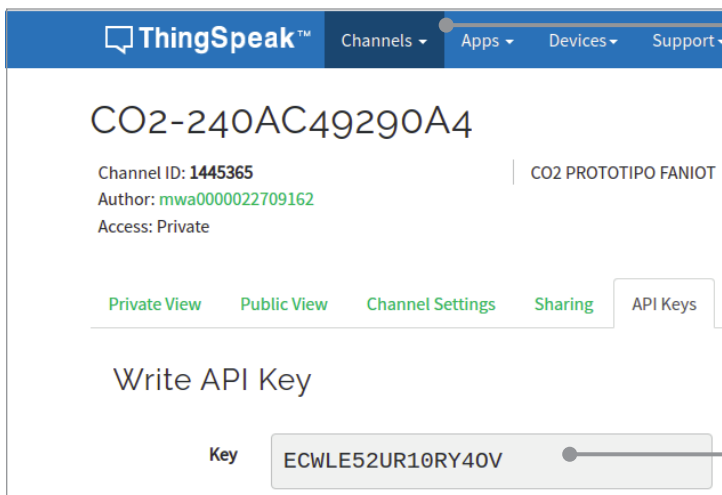 ThingSpeak™ Channels Apps Devices Support
CO2-240AC49290A4
Channel ID: 1445365
CO2 PROTOTIPO FANIOT
Author: mwa0000022709162
Access: Private
Private View Public View Channel Settings Sharing API Keys
Write API Key
Key ECWLE52UR10RY4OV